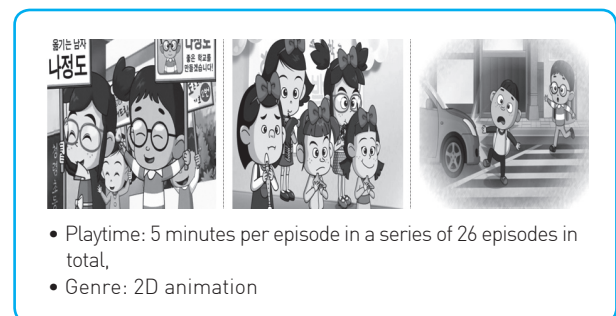 옮기는 남자
나정도
나정도
좋은 학교를
만들겠습니다!
• Playtime: 5 minutes per episode in a series of 26 episodes in
total,
• Genre: 2D animation